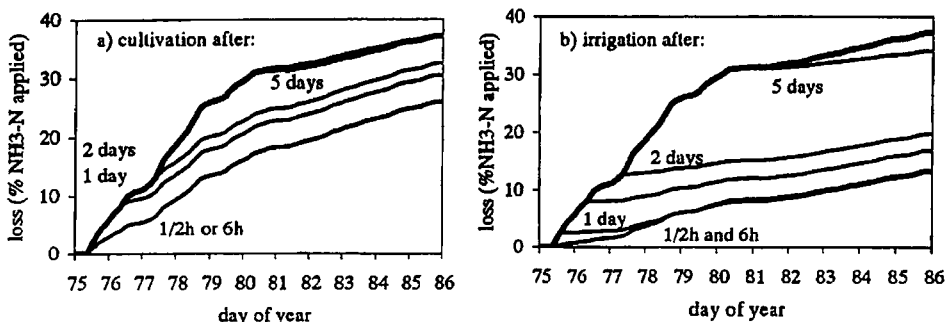 a) cultivation after:
loss (% NH3-N applied)
40
30
20
10
0
5 days
2 days
1 day
1/2h or 6h
75 76 77 78 79 80 81 82 83 84 85 86
day of year
b) irrigation after:
loss (%NH3-N applied)
40
30
20
10
0
5 days
2 days
1 day
1/2h and 6h
75 76 77 78 79 80 81 82 83 84 85 86
day of year